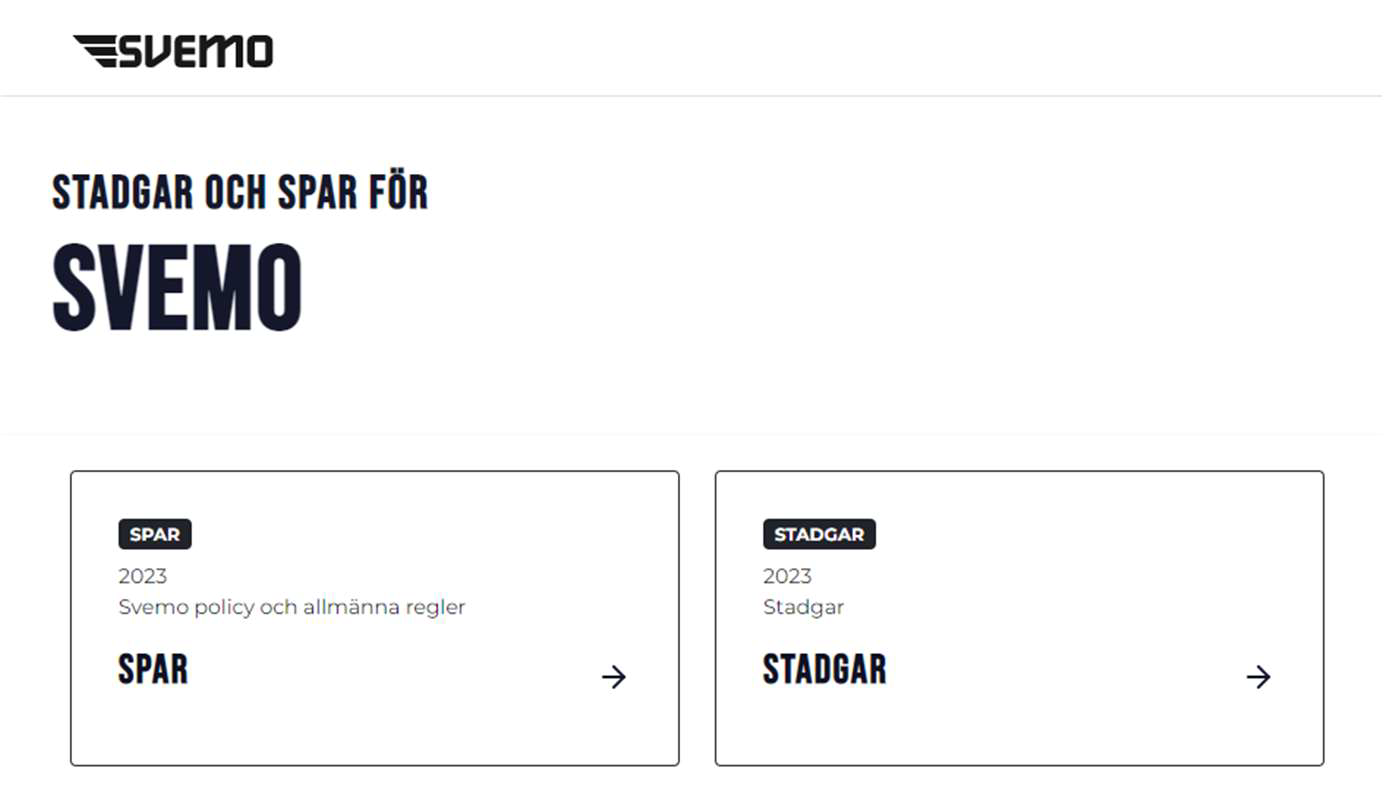 SVEMO
STADGAR OCH SPAR FÖR
SVEMO
SPAR
2023
Svemo policy och allmänna regler
SPAR
STADGAR
2023
Stadgar
STADGAR